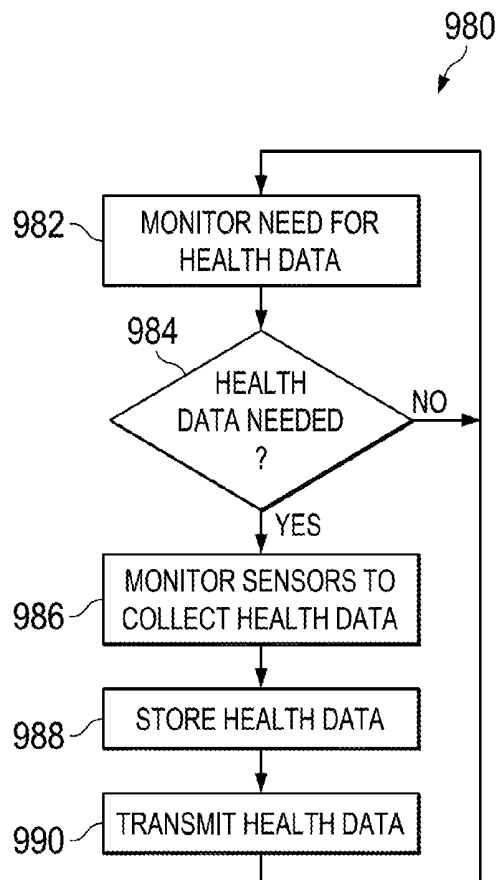 980
982
MONITOR NEED FOR
HEALTH DATA
984
HEALTH
DATA NEEDED
?
NO
YES
986
MONITOR SENSORS TO
COLLECT HEALTH DATA
988
STORE HEALTH DATA
990
TRANSMIT HEALTH DATA